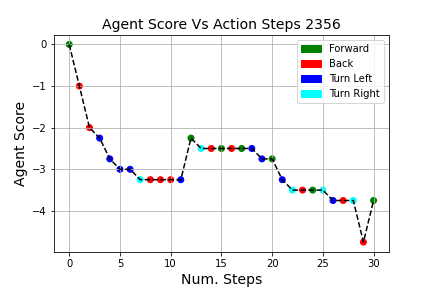 Agent Score Vs Action Steps 2356
Forward
Back
Turn Left
Turn Right
Agent Score
0
−1
−2
−3
−4
0 5 10 15 20 25 30
Num. Steps